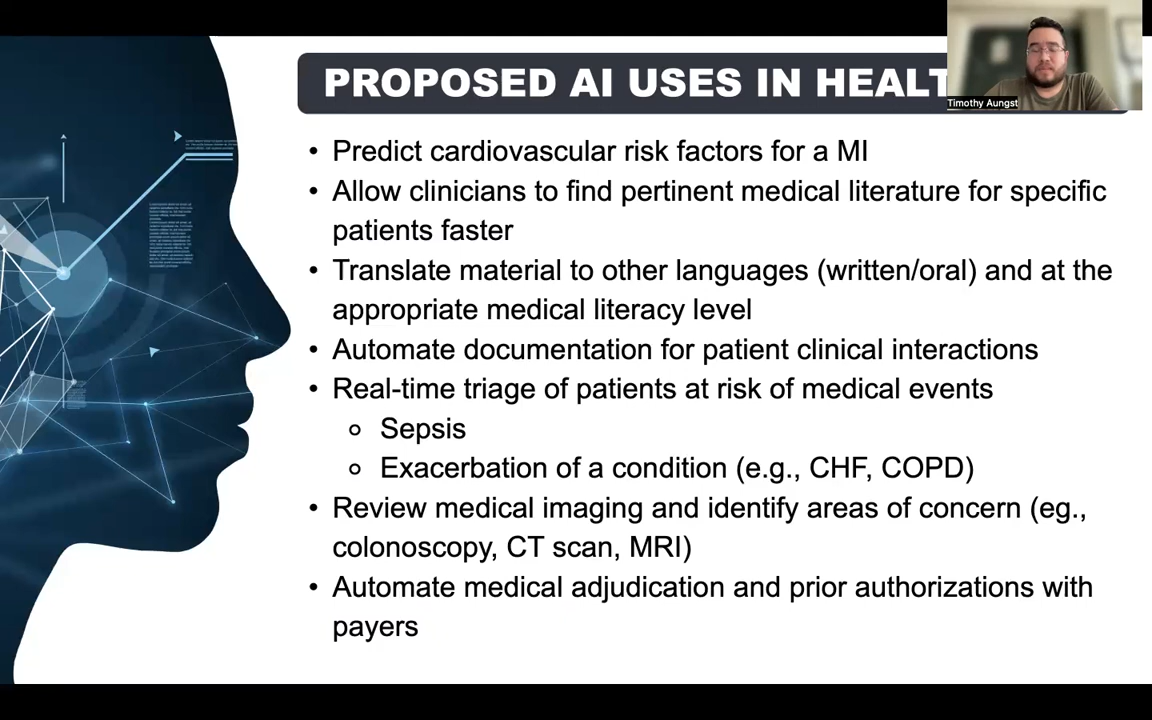 PROPOSED AI USES IN HEALT
Timothy Aungst
• Predict cardiovascular risk factors for a MI
• Allow clinicians to find pertinent medical literature for specific
patients faster
• Translate material to other languages (written/oral) and at the
appropriate medical literacy level
• Automate documentation for patient clinical interactions
• Real-time triage of patients at risk of medical events
○ Sepsis
○ Exacerbation of a condition (e.g., CHF, COPD)
• Review medical imaging and identify areas of concern (eg.,
colonoscopy, CT scan, MRI)
• Automate medical adjudication and prior authorizations with
payers